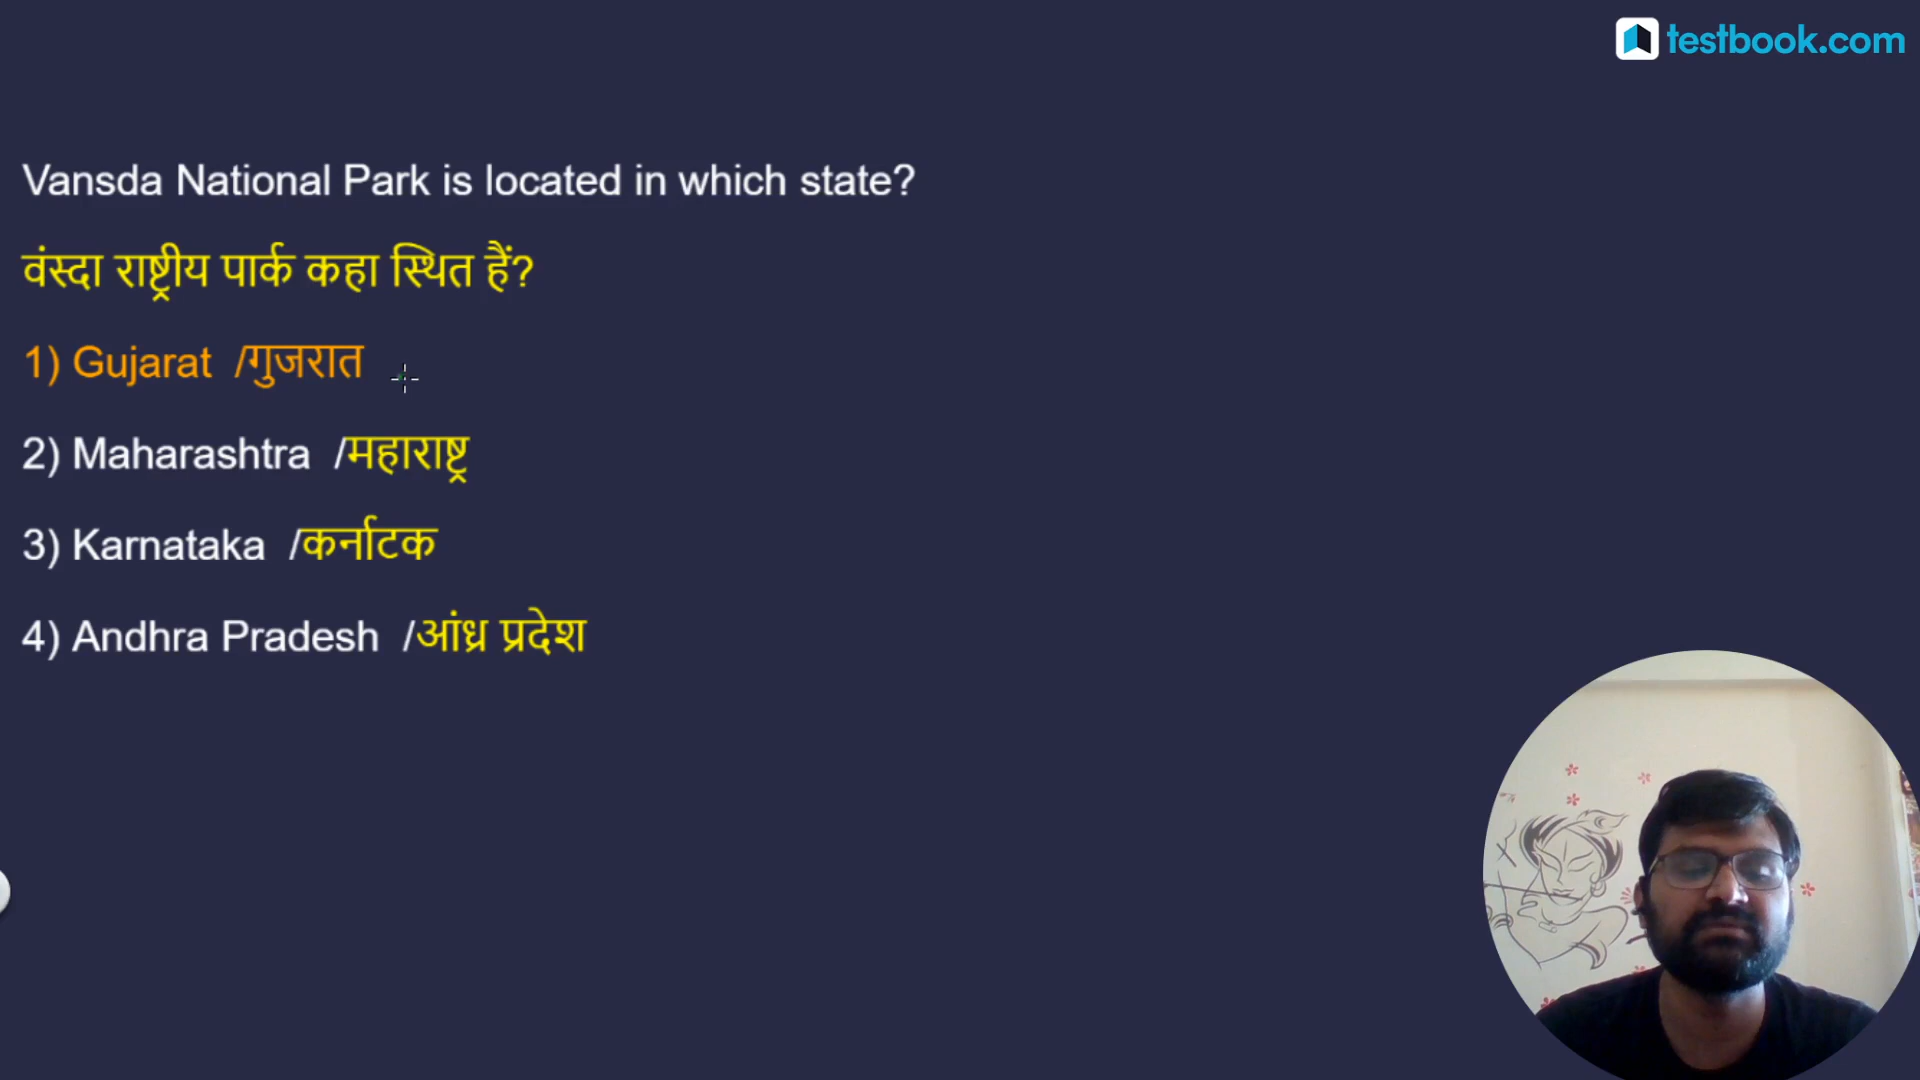 testbook.com
Vansda National Park is located in which state?
वंस्दा राष्ट्रीय पार्क कहा स्थित हैं?
1) Gujarat /गुजरात
2) Maharashtra /महाराष्ट्र
3) Karnataka /कर्नाटक
4) Andhra Pradesh /आंध्र प्रदेश